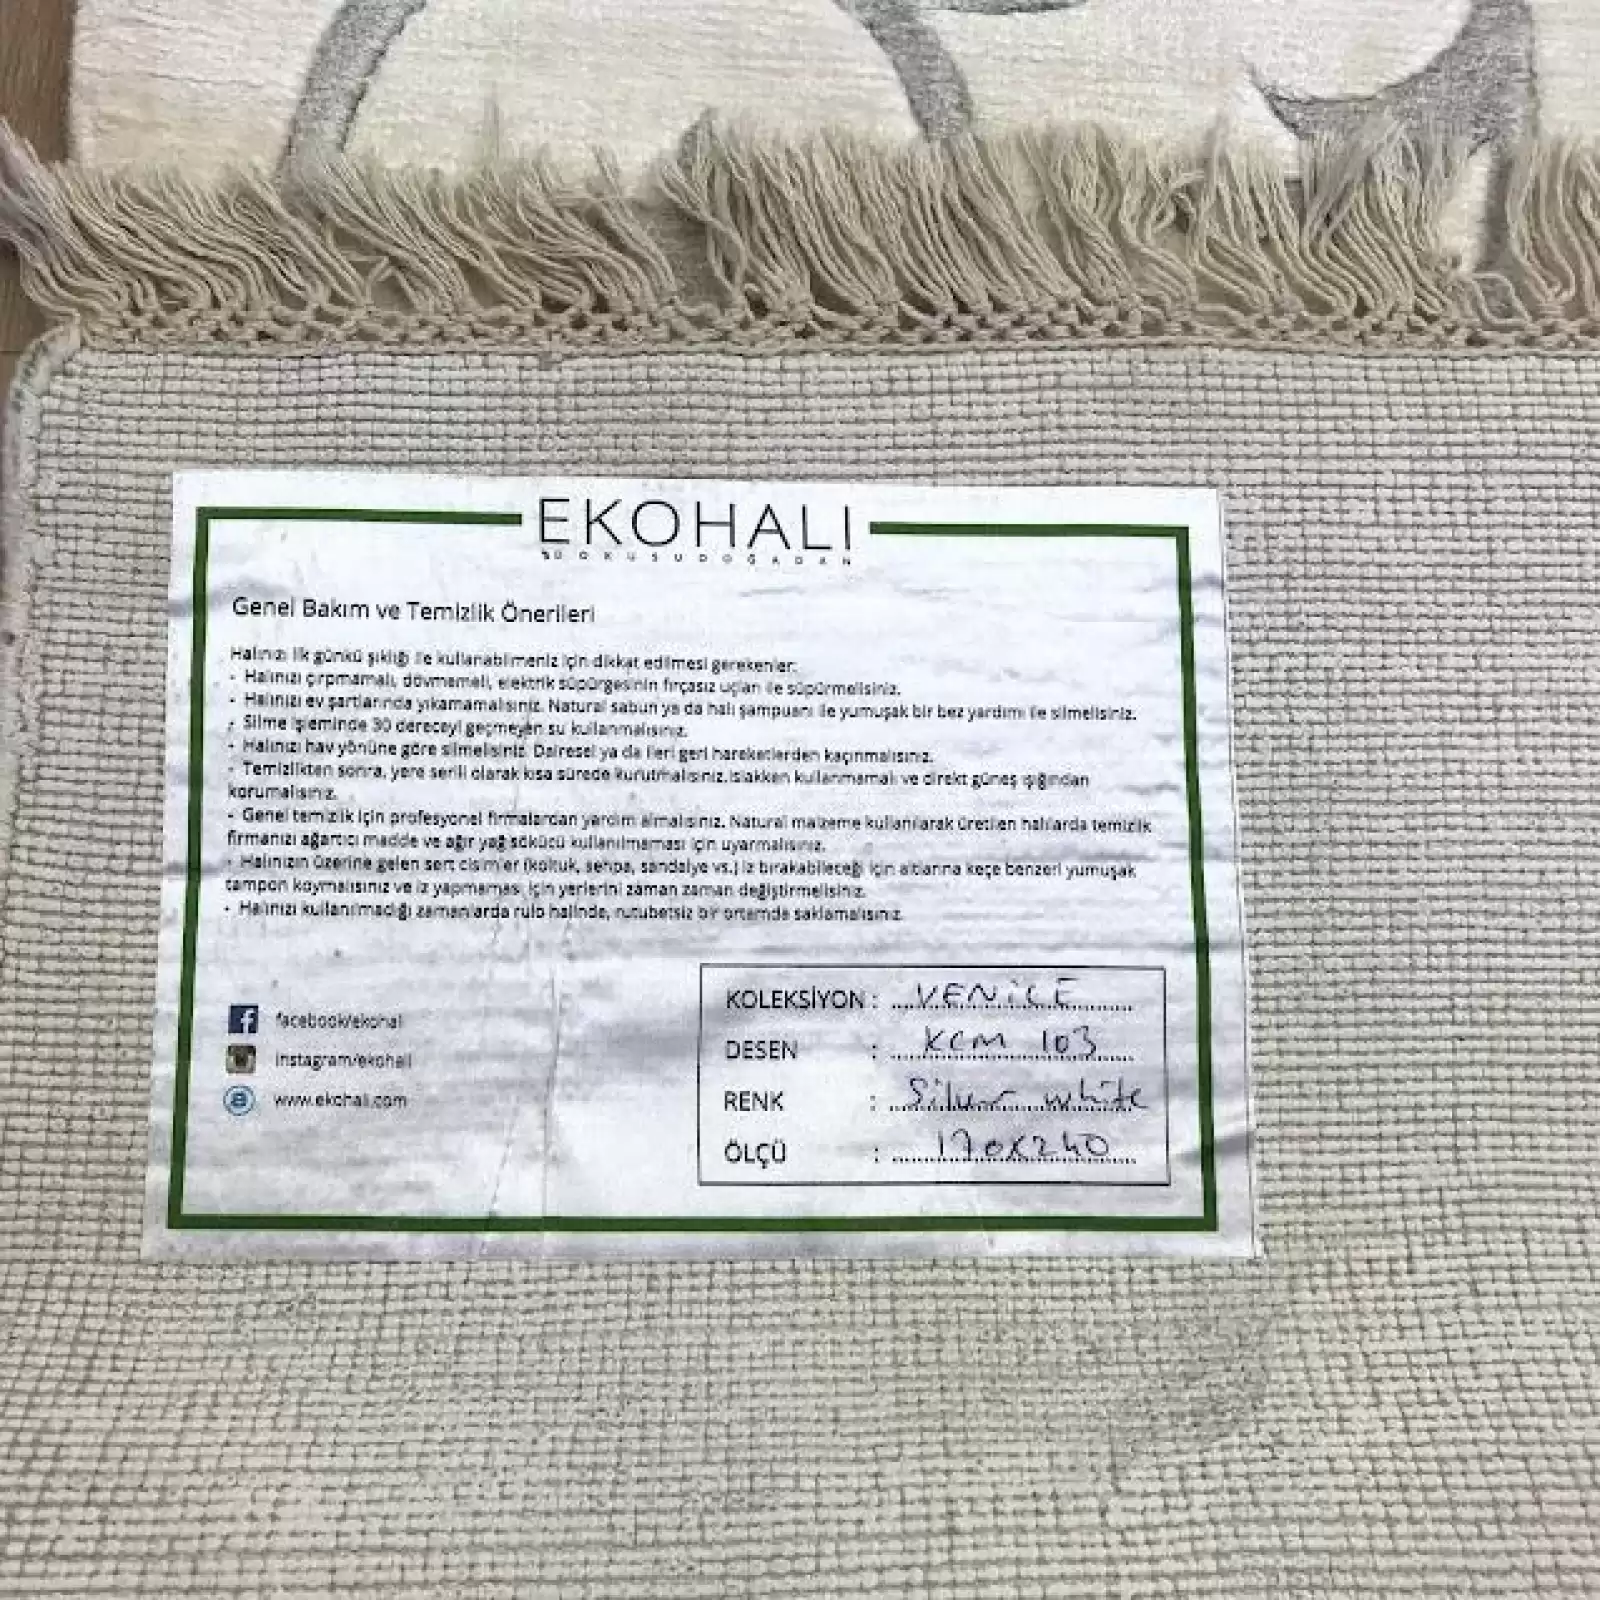 EKOHALI
DOKUSUDOĞADAN
Genel Bakım ve Temizlik Önerileri
Halınızı ilk günkü şıklığı ile kullanabilmeniz için dikkat edilmesi gerekenler:
- Halınızı çırpmamalı, dövmemeli, elektrik süpürgesinin fırçasız uçları ile süpürmelisiniz.
- Halınızı ev şartlarında yıkamamalısınız. Natural sabun ya da halı şampuanı ile yumuşak bir bez yardımı ile silmelisiniz.
- Silme işleminde 30 dereceyi geçmeyen su kullanmalısınız.
- Halınızı hav yönüne göre silmelisiniz. Dairesel ya da ileri geri hareketlerden kaçınmalısınız.
- Temizlikten sonra, yere serili olarak kısa sürede kurutmalısınız. Islakken kullanmamalı ve direkt güneş ışığından
korumalısınız.
- Genel temizlik için profesyonel firmalardan yardım almalısınız. Natural malzeme kullanılarak üretilen halılarda temizlik
firmanızı ağartıcı madde ve ağır yağ sökücü kullanılmaması için uyarmalısınız.
- Halınızın üzerine gelen sert cisimler (koltuk, sehpa, sandalye vs.) iz bırakabileceği için altlarına keçe benzeri yumuşak
tampon koymalısınız ve iz yapmaması için yerlerini zaman zaman değiştirmelisiniz.
- Halınızı kullanılmadığı zamanlarda rulo halinde, rutubetsiz bir ortamda saklamalısınız.
facebook/ekohali
instagram/ekohali
www.ekohali.com
KOLEKSİYON : VENİCE
DESEN : KCM 103
RENK : Silver white
ÖLÇÜ : 170x240